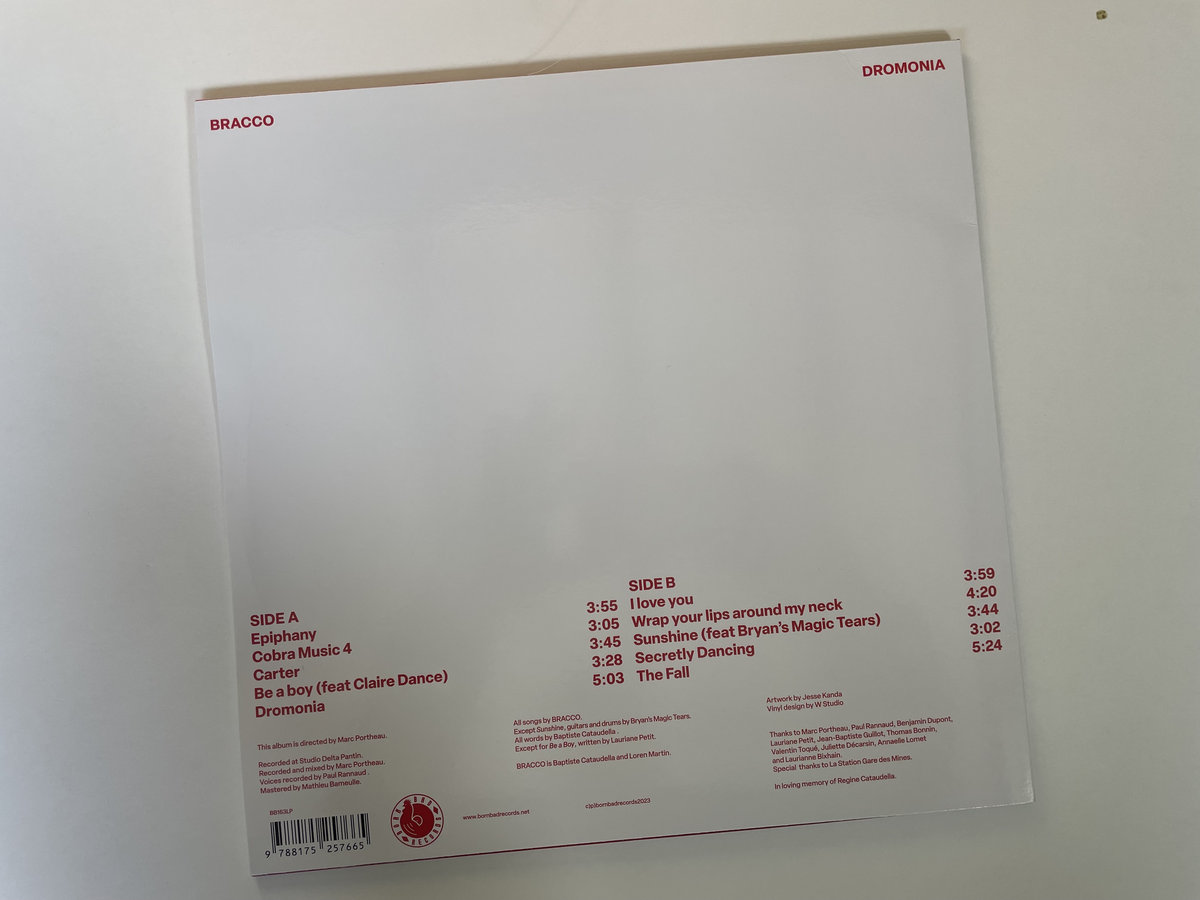 BRACCO
DROMONIA
SIDE A
Epiphany 3:55
Cobra Music 4 3:05
Carter 3:45
Be a boy (feat Claire Dance) 3:28
Dromonia 5:03
SIDE B
I love you 3:59
Wrap your lips around my neck 4:20
Sunshine (feat Bryan's Magic Tears) 3:44
Secretly Dancing 3:02
The Fall 5:24
This album is directed by Marc Portheau.
Recorded at Studio Delta Pantin.
Recorded and mixed by Marc Portheau.
Voices recorded by Paul Rannaud .
Mastered by Mathieu Bameulle.
All songs by BRACCO.
Except Sunshine, guitars and drums by Bryan's Magic Tears.
All words by Baptiste Cataudella .
Except for Be a Boy, written by Lauriane Petit.
BRACCO is Baptiste Cataudella and Loren Martin.
Artwork by Jesse Kanda
Vinyl design by W Studio
Thanks to Marc Portheau, Paul Rannaud, Benjamin Dupont,
Lauriane Petit, Jean-Baptiste Guillot, Thomas Bonnin,
Valentin Toqué, Juliette Décarsin, Annaelle Lomet
and Laurianne Bixhain.
Special thanks to La Station Gare des Mines.
In loving memory of Regine Cataudella.
BB163LP
9 788175 257665
BORN BAD RECORDS
www.bornbadrecords.net
c)p)bornbadrecords2023